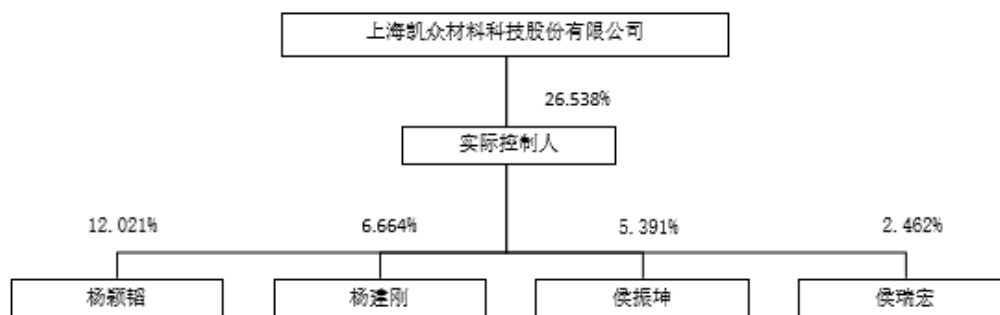 上海凯众材料科技股份有限公司
26.538%
实际控制人
12.021% 6.664% 5.391% 2.462%
杨颖韬 杨建刚 侯振坤 侯瑞宏